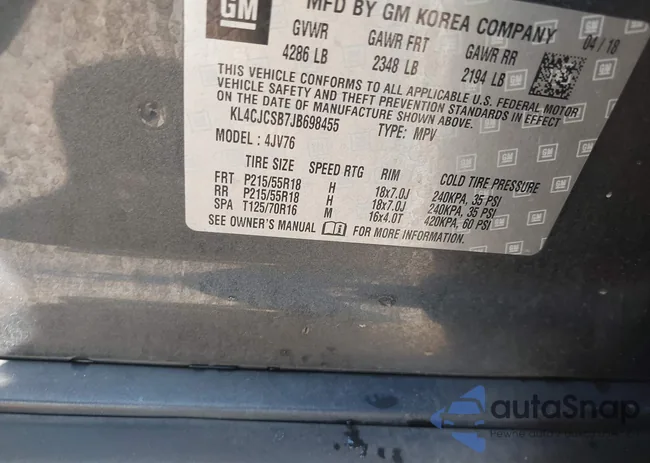 GM
MFD BY GM KOREA COMPANY
GVWR GAWR FRT GAWR RR 04 / 18
4286 LB 2348 LB 2194 LB
THIS VEHICLE CONFORMS TO ALL APPLICABLE U.S. FEDERAL MOTOR
VEHICLE SAFETY AND THEFT PREVENTION STANDARDS IN EFFECT
ON THE DATE OF MANUFACTURE SHOWN ABOVE.
KL4CJCSB7JB698455 TYPE: MPV
MODEL : 4JV76
TIRE SIZE SPEED RTG RIM COLD TIRE PRESSURE
FRT P215/55R18 H 18x7.0J 240KPA, 35 PSI
RR P215/55R18 H 18x7.0J 240KPA, 35 PSI
SPA T125/70R16 M 16x4.0T 420KPA, 60 PSI
SEE OWNER'S MANUAL FOR MORE INFORMATION
autaSnap
Pewne auta